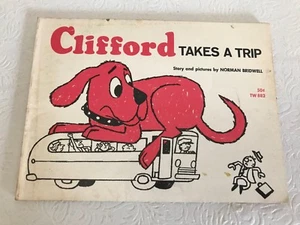 Clifford TAKES A TRIP
Story and pictures by NORMAN BRIDWELL
50¢
TW 883